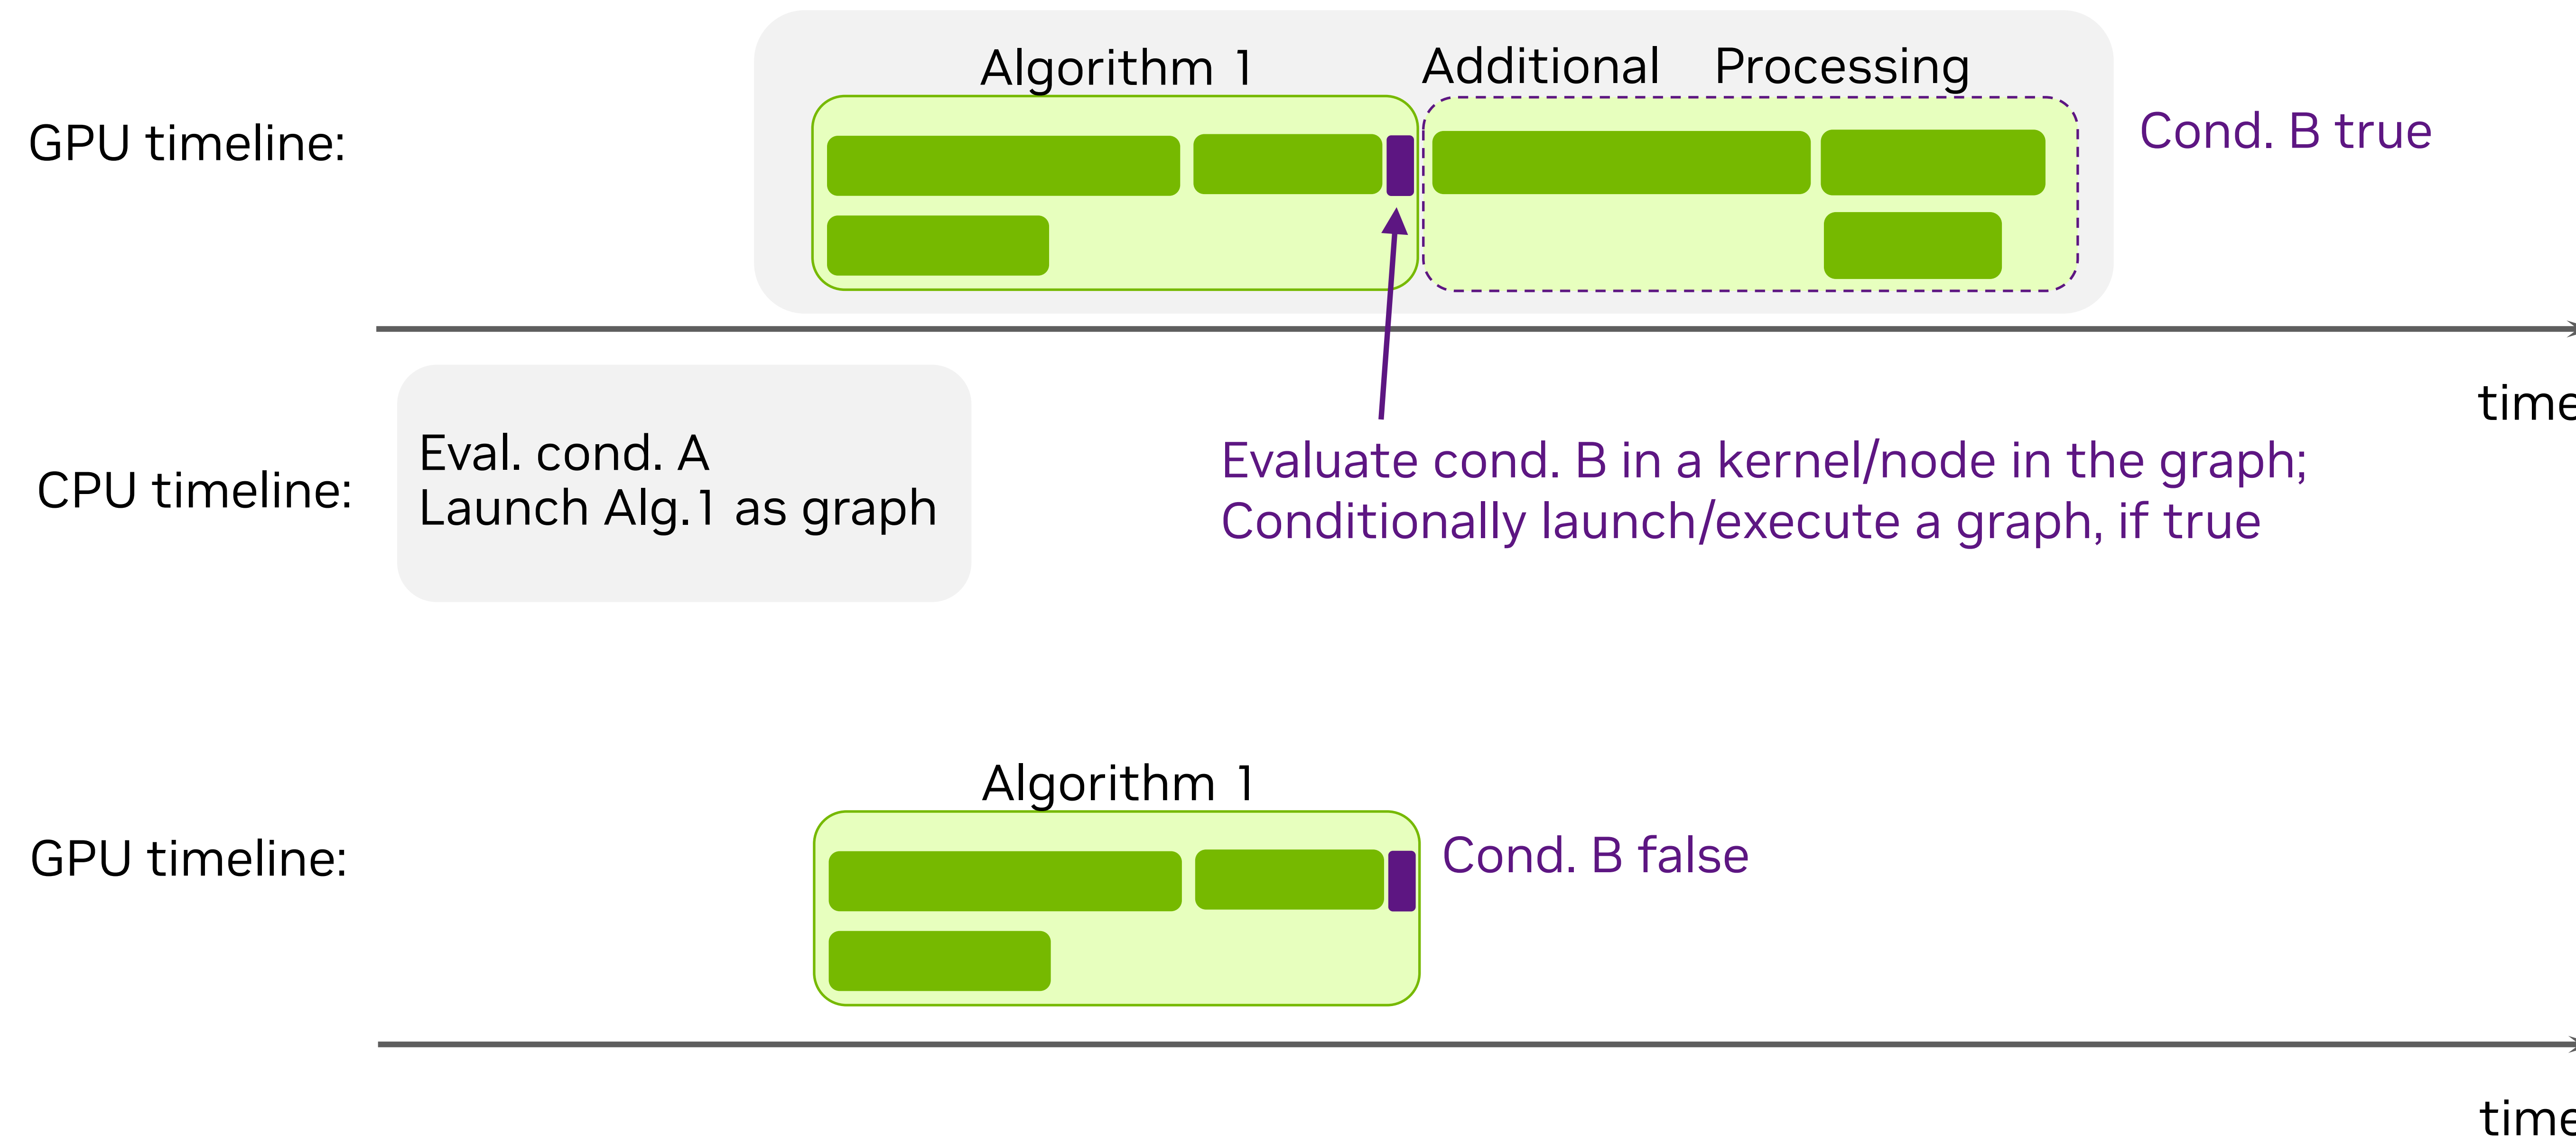 Algorithm 1
Additional Processing
GPU timeline:
Cond. B true
time
CPU timeline:
Eval. cond. A
Launch Alg.1 as graph
Evaluate cond. B in a kernel/node in the graph;
Conditionally launch/execute a graph, if true
Algorithm 1
GPU timeline:
Cond. B false
time